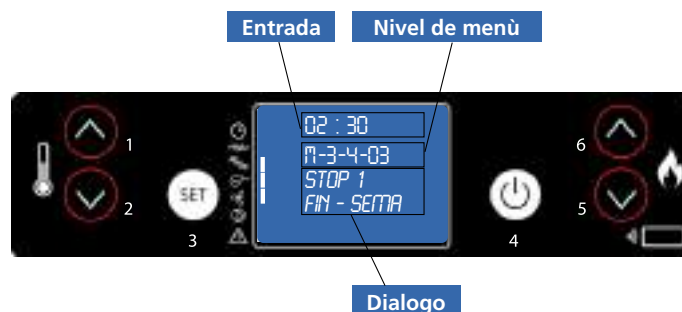 Entrada
Nivel de menù
02 : 30
M-3-4-03
STOP 1
FIN - SEMA
1
2
SET
3
4
6
5
Dialogo